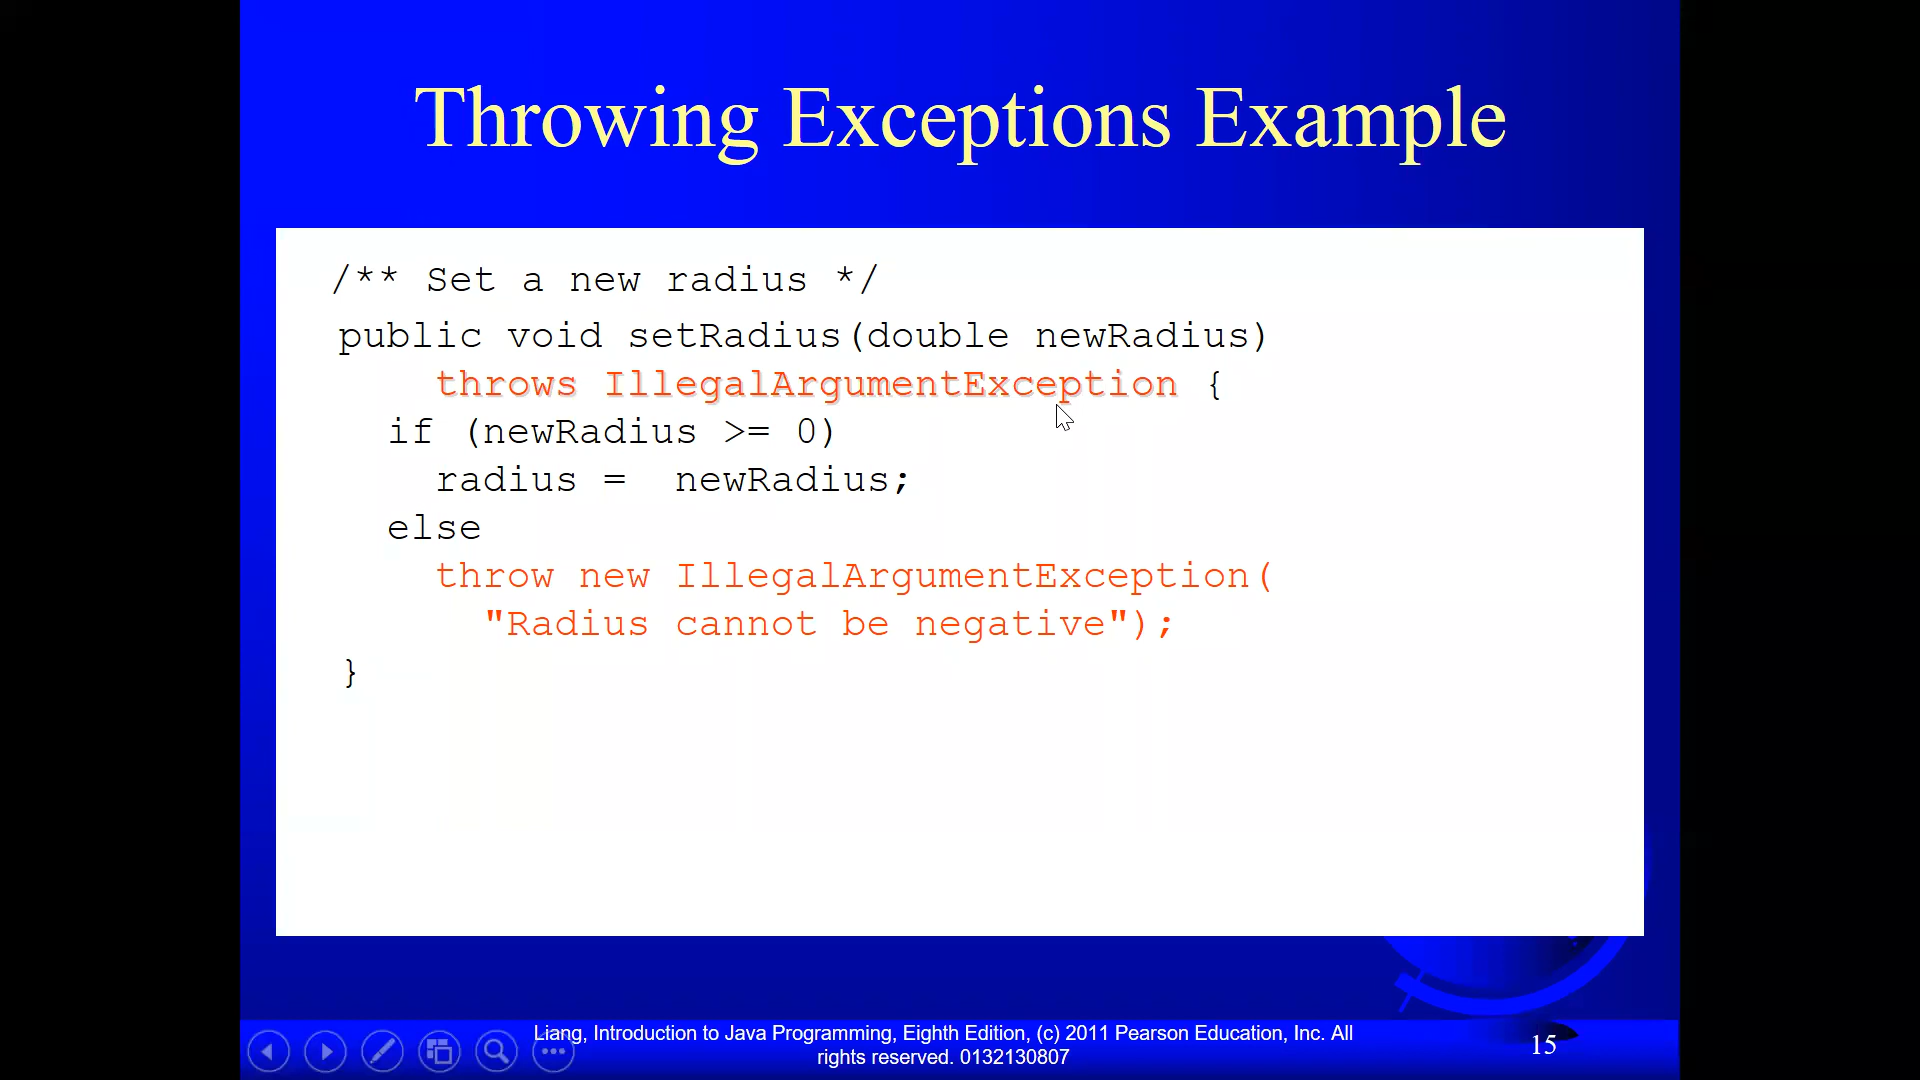 Throwing Exceptions Example
/** Set a new radius */
public void setRadius(double newRadius)
throws IllegalArgumentException {
if (newRadius >= 0)
radius =  newRadius;
else
throw new IllegalArgumentException(
"Radius cannot be negative");
}
Liang, Introduction to Java Programming, Eighth Edition, (c) 2011 Pearson Education, Inc. All
rights reserved. 0132130807
15